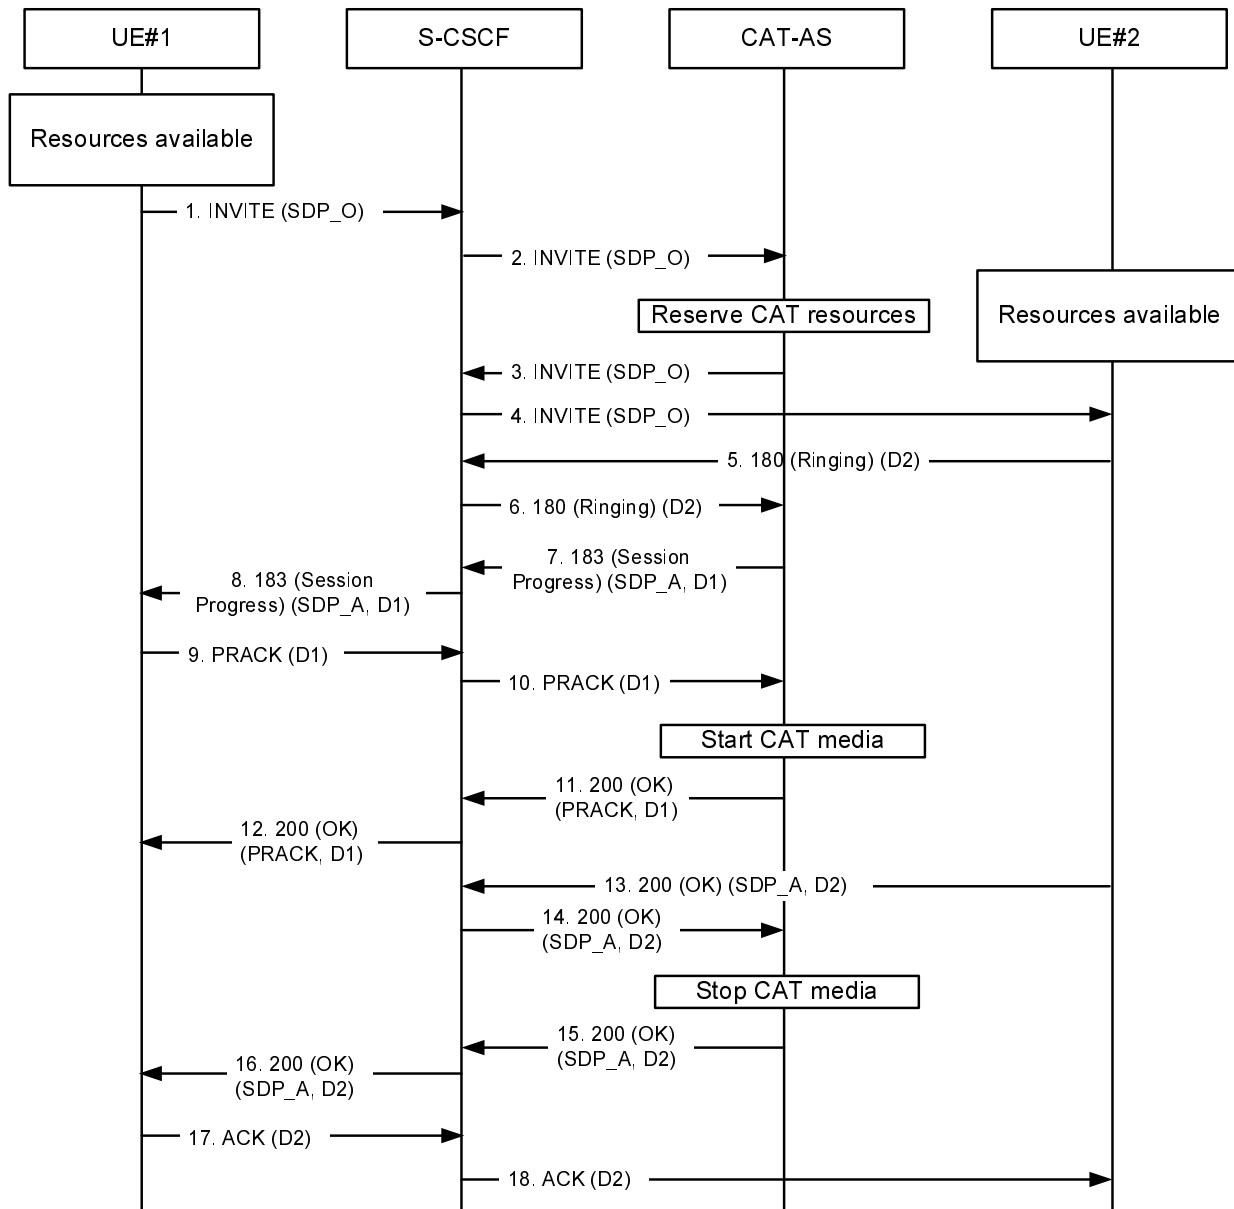 UE#1
S-CSCF
CAT-AS
UE#2
Resources available
1. INVITE (SDP_O)
2. INVITE (SDP_O)
Reserve CAT resources
Resources available
3. INVITE (SDP_O)
4. INVITE (SDP_O)
5. 180 (Ringing) (D2)
6. 180 (Ringing) (D2)
7. 183 (Session
Progress) (SDP_A, D1)
8. 183 (Session
Progress) (SDP_A, D1)
9. PRACK (D1)
10. PRACK (D1)
Start CAT media
11. 200 (OK)
(PRACK, D1)
12. 200 (OK)
(PRACK, D1)
13. 200 (OK) (SDP_A, D2)
14. 200 (OK)
(SDP_A, D2)
Stop CAT media
15. 200 (OK)
(SDP_A, D2)
16. 200 (OK)
(SDP_A, D2)
17. ACK (D2)
18. ACK (D2)